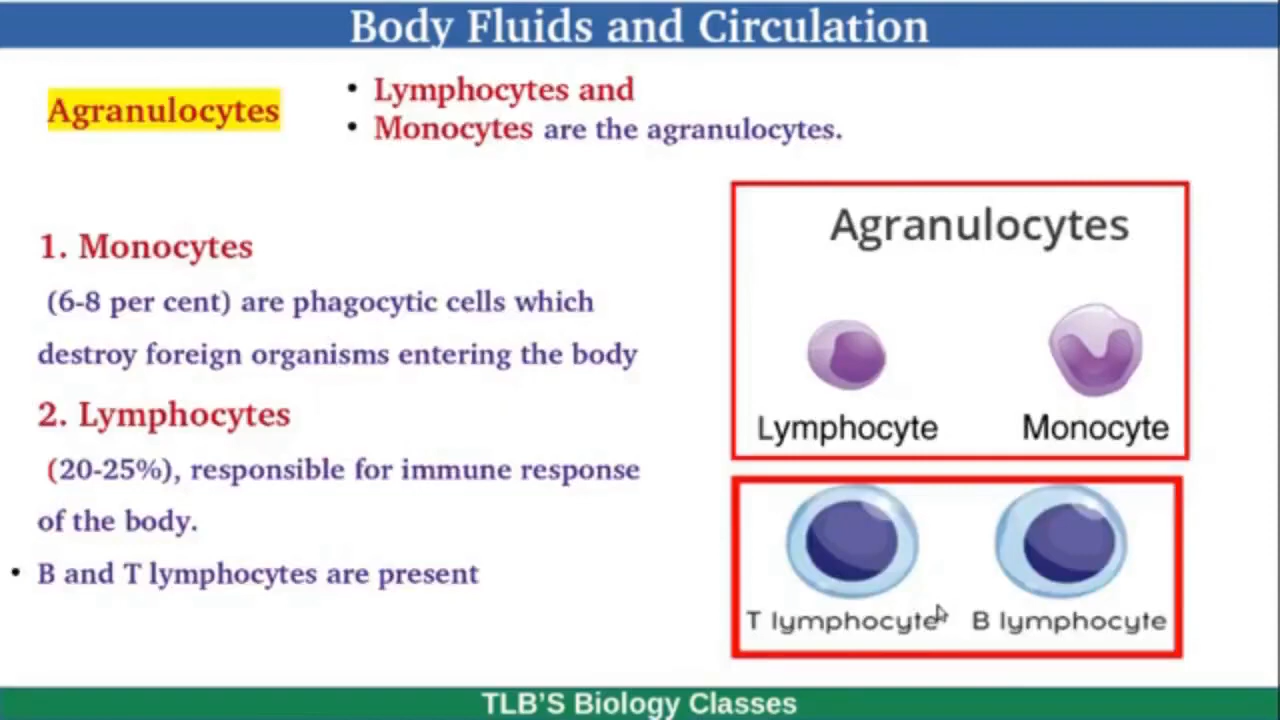 Body Fluids and Circulation
Agranulocytes
• Lymphocytes and
• Monocytes are the agranulocytes.
1. Monocytes
(6-8 per cent) are phagocytic cells which
destroy foreign organisms entering the body
2. Lymphocytes
(20-25%), responsible for immune response
of the body.
• B and T lymphocytes are present
Agranulocytes
Lymphocyte
Monocyte
T lymphocyte
B lymphocyte
TLB'S Biology Classes